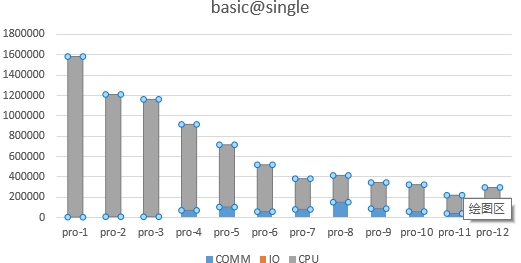 basic@single
1800000
1600000
1400000
1200000
1000000
800000
600000
400000
200000
0
pro-1 pro-2 pro-3 pro-4 pro-5 pro-6 pro-7 pro-8 pro-9 pro-10 pro-11 pro-12
绘图区
COMM IO CPU